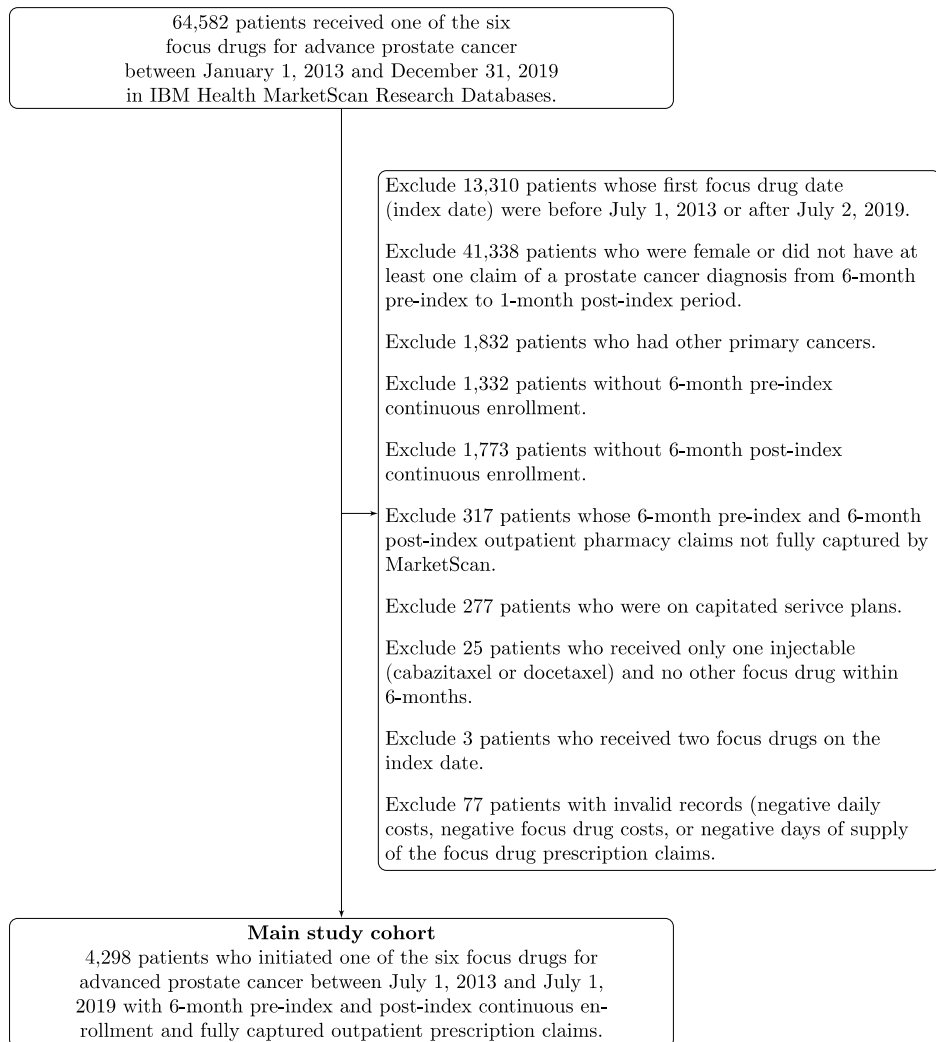 64,582 patients received one of the six
focus drugs for advance prostate cancer
between January 1, 2013 and December 31, 2019
in IBM Health MarketScan Research Databases.
Exclude 13,310 patients whose first focus drug date
(index date) were before July 1, 2013 or after July 2, 2019.
Exclude 41,338 patients who were female or did not have at
least one claim of a prostate cancer diagnosis from 6-month
pre-index to 1-month post-index period.
Exclude 1,832 patients who had other primary cancers.
Exclude 1,332 patients without 6-month pre-index
continuous enrollment.
Exclude 1,773 patients without 6-month post-index
continuous enrollment.
Exclude 317 patients whose 6-month pre-index and 6-month
post-index outpatient pharmacy claims not fully captured by
MarketScan.
Exclude 277 patients who were on capitated serivce plans.
Exclude 25 patients who received only one injectable
(cabazitaxel or docetaxel) and no other focus drug within
6-months.
Exclude 3 patients who received two focus drugs on the
index date.
Exclude 77 patients with invalid records (negative daily
costs, negative focus drug costs, or negative days of supply
of the focus drug prescription claims.
Main study cohort
4,298 patients who initiated one of the six focus drugs for
advanced prostate cancer between July 1, 2013 and July 1,
2019 with 6-month pre-index and post-index continuous en-
rollment and fully captured outpatient prescription claims.